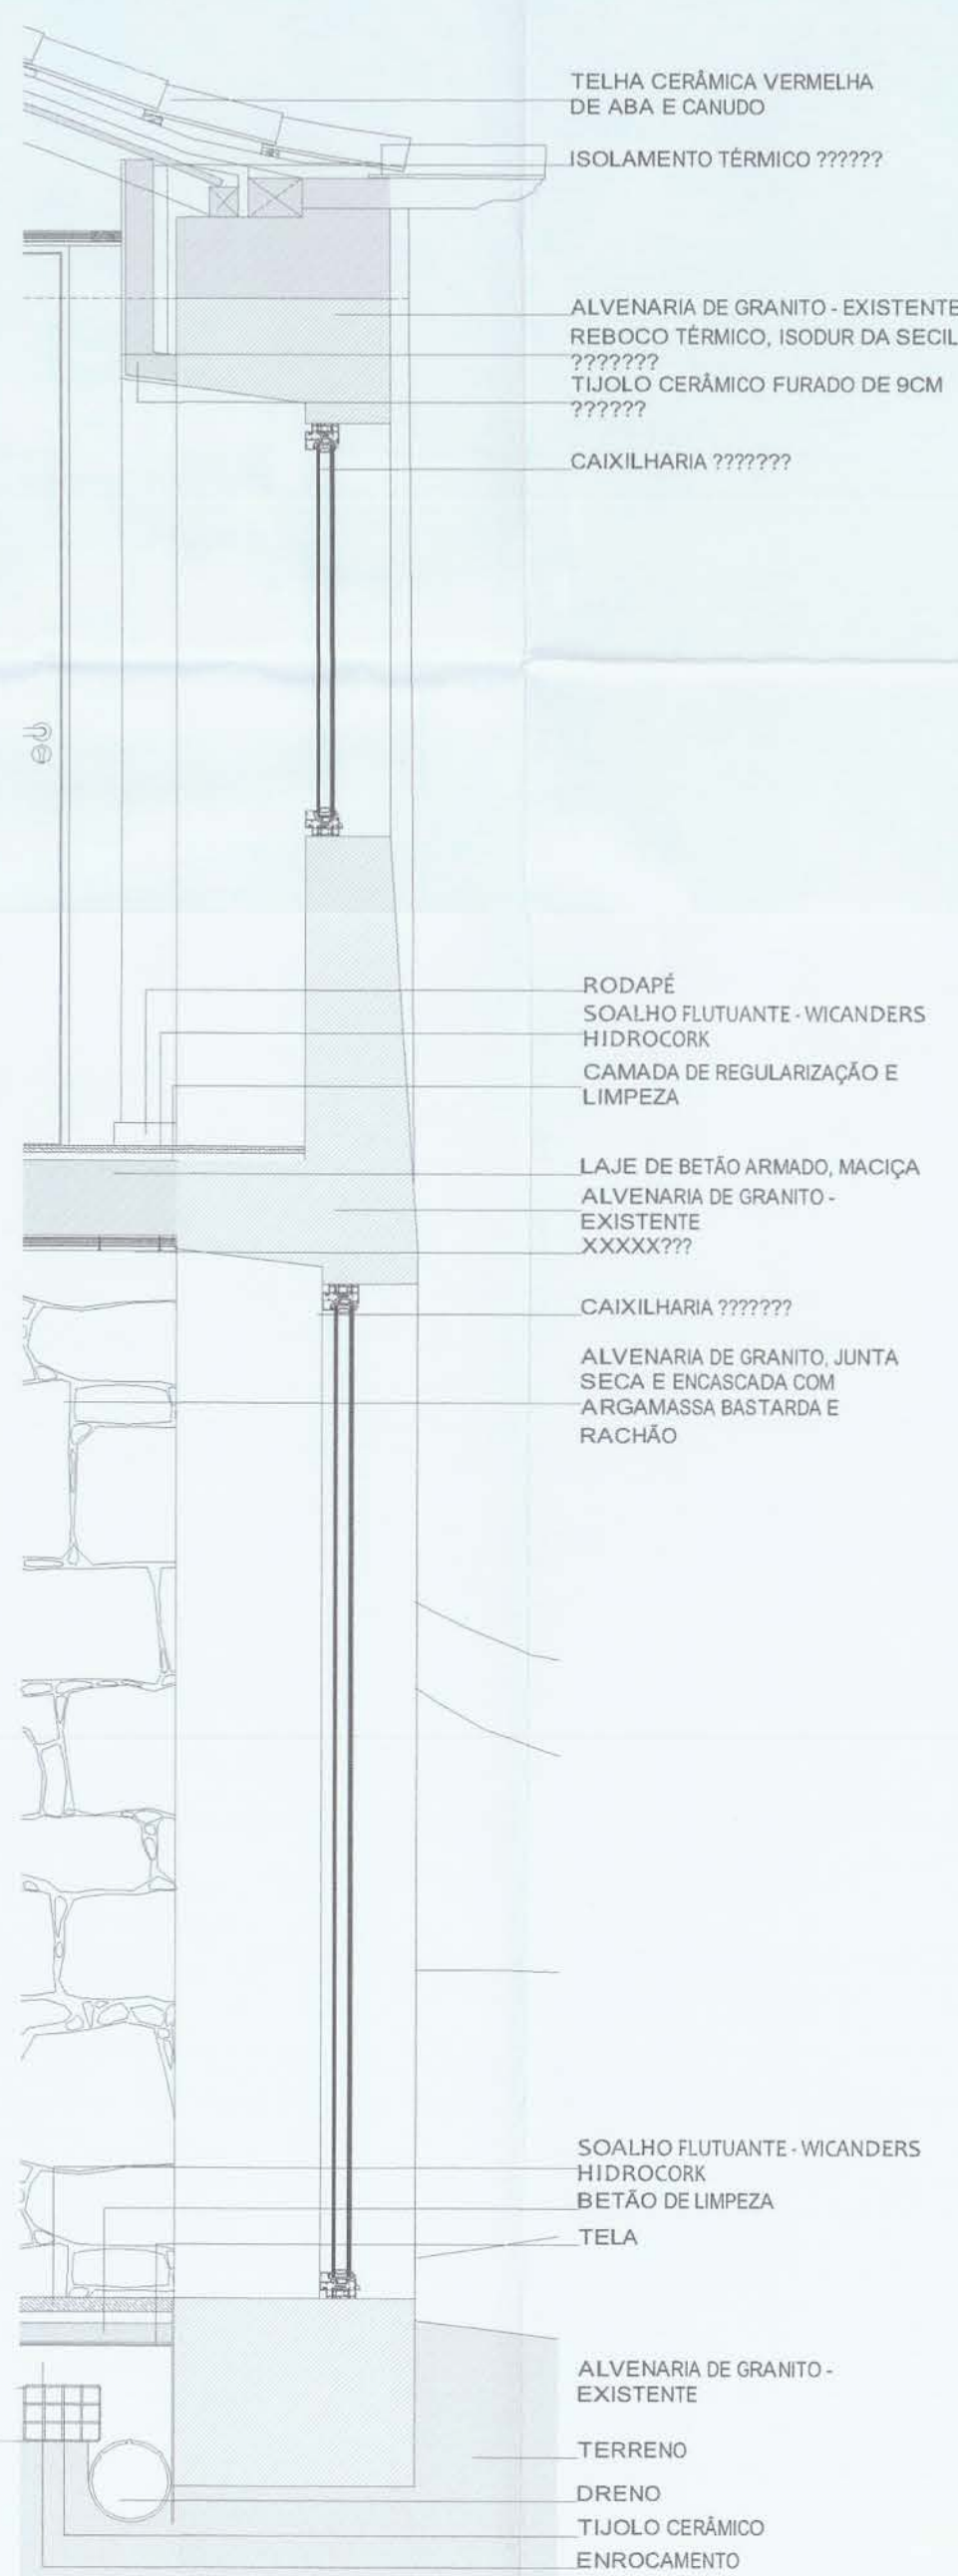 TELHA CERÂMICA VERMELHA
DE ABA E CANUDO
ISOLAMENTO TÉRMICO ??????
ALVENARIA DE GRANITO - EXISTENTE
REBOCO TÉRMICO, ISODUR DA SECIL
???????
TIJOLO CERÂMICO FURADO DE 9CM
??????
CAIXILHARIA ???????
RODAPÉ
SOALHO FLUTUANTE - WICANDERS
HIDROCORK
CAMADA DE REGULARIZAÇÃO E
LIMPEZA
LAJE DE BETÃO ARMADO, MACIÇA
ALVENARIA DE GRANITO -
EXISTENTE
XXXXX???
CAIXILHARIA ???????
ALVENARIA DE GRANITO, JUNTA
SECA E ENCASCADA COM
ARGAMASSA BASTARDA E
RACHÃO
SOALHO FLUTUANTE - WICANDERS
HIDROCORK
BETÃO DE LIMPEZA
TELA
ALVENARIA DE GRANITO -
EXISTENTE
TERRENO
DRENO
TIJOLO CERÂMICO
ENROCAMENTO